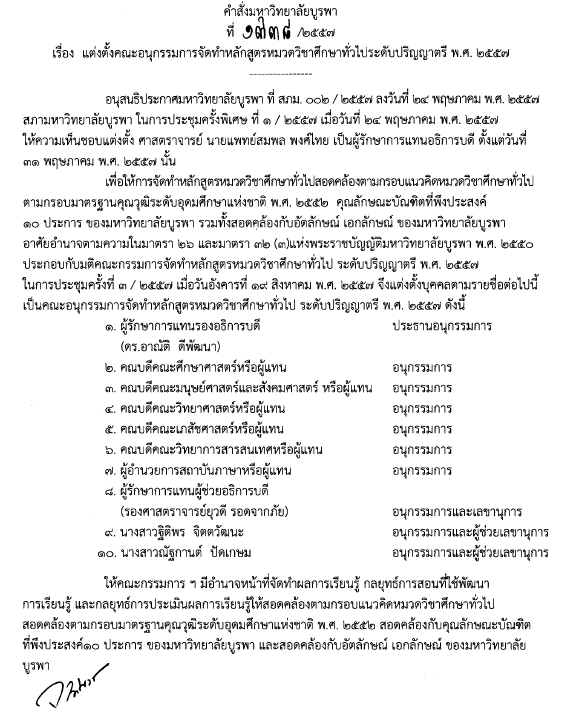 คำสั่งมหาวิทยาลัยบูรพา
ที่ ๑๗๓๘ /๒๕๕๗
เรื่อง แต่งตั้งคณะอนุกรรมการจัดทำหลักสูตรหมวดวิชาศึกษาทั่วไประดับปริญญาตรี พ.ศ. ๒๕๕๗
----------------
อนุสนธิประกาศมหาวิทยาลัยบูรพา ที่ สภม. ๐๐๒ / ๒๕๕๗ ลงวันที่ ๒๔ พฤษภาคม พ.ศ. ๒๕๕๗
สภามหาวิทยาลัยบูรพา ในการประชุมครั้งพิเศษ ที่ ๑ / ๒๕๕๗ เมื่อวันที่ ๒๔ พฤษภาคม พ.ศ. ๒๕๕๗
ให้ความเห็นชอบแต่งตั้ง ศาสตราจารย์ นายแพทย์สมพล พงศ์ไทย เป็นผู้รักษาการแทนอธิการบดี ตั้งแต่วันที่
๓๑ พฤษภาคม พ.ศ. ๒๕๕๗ นั้น
เพื่อให้การจัดทำหลักสูตรหมวดวิชาศึกษาทั่วไปสอดคล้องตามกรอบแนวคิดหมวดวิชาศึกษาทั่วไป
ตามกรอบมาตรฐานคุณวุฒิระดับอุดมศึกษาแห่งชาติ พ.ศ. ๒๕๕๒ คุณลักษณะบัณฑิตที่พึงประสงค์
๑๐ ประการ ของมหาวิทยาลัยบูรพา รวมทั้งสอดคล้องกับอัตลักษณ์ เอกลักษณ์ ของมหาวิทยาลัยบูรพา
อาศัยอำนาจตามความในมาตรา ๒๖ และมาตรา ๓๒ (๓)แห่งพระราชบัญญัติมหาวิทยาลัยบูรพา พ.ศ. ๒๕๕๐
ประกอบกับมติคณะกรรมการจัดทำหลักสูตรหมวดวิชาศึกษาทั่วไป ระดับปริญญาตรี พ.ศ. ๒๕๕๗
ในการประชุมครั้งที่ ๓ / ๒๕๕๗ เมื่อวันอังคารที่ ๑๙ สิงหาคม พ.ศ. ๒๕๕๗ จึงแต่งตั้งบุคคลตามรายชื่อต่อไปนี้
เป็นคณะอนุกรรมการจัดทำหลักสูตรหมวดวิชาศึกษาทั่วไป ระดับปริญญาตรี พ.ศ. ๒๕๕๗ ดังนี้
๑. ผู้รักษาการแทนรองอธิการบดี ประธานอนุกรรมการ
(ดร.อาณัติ ดีพัฒนา)
๒. คณบดีคณะศึกษาศาสตร์หรือผู้แทน อนุกรรมการ
๓. คณบดีคณะมนุษย์ศาสตร์และสังคมศาสตร์ หรือผู้แทน อนุกรรมการ
๔. คณบดีคณะวิทยาศาสตร์หรือผู้แทน อนุกรรมการ
๕. คณบดีคณะเภสัชศาสตร์หรือผู้แทน อนุกรรมการ
๖. คณบดีคณะวิทยาการสารสนเทศหรือผู้แทน อนุกรรมการ
๗. ผู้อำนวยการสถาบันภาษาหรือผู้แทน อนุกรรมการ
๘. ผู้รักษาการแทนผู้ช่วยอธิการบดี
(รองศาสตราจารย์ยุวดี รอดจากภัย) อนุกรรมการและเลขานุการ
๙. นางสาวฐิติพร จิตตวัฒนะ อนุกรรมการและผู้ช่วยเลขานุการ
๑๐. นางสาวณัฐกานต์ ปัดเกษม อนุกรรมการและผู้ช่วยเลขานุการ
ให้คณะกรรมการ ฯ มีอำนาจหน้าที่จัดทำผลการเรียนรู้ กลยุทธ์การสอนที่ใช้พัฒนา
การเรียนรู้ และกลยุทธ์การประเมินผลการเรียนรู้ให้สอดคล้องตามกรอบแนวคิดหมวดวิชาศึกษาทั่วไป
สอดคล้องตามกรอบมาตรฐานคุณวุฒิระดับอุดมศึกษาแห่งชาติ พ.ศ. ๒๕๕๒ สอดคล้องกับคุณลักษณะบัณฑิต
ที่พึงประสงค์๑๐ ประการ ของมหาวิทยาลัยบูรพา และสอดคล้องกับอัตลักษณ์ เอกลักษณ์ ของมหาวิทยาลัย
บูรพา